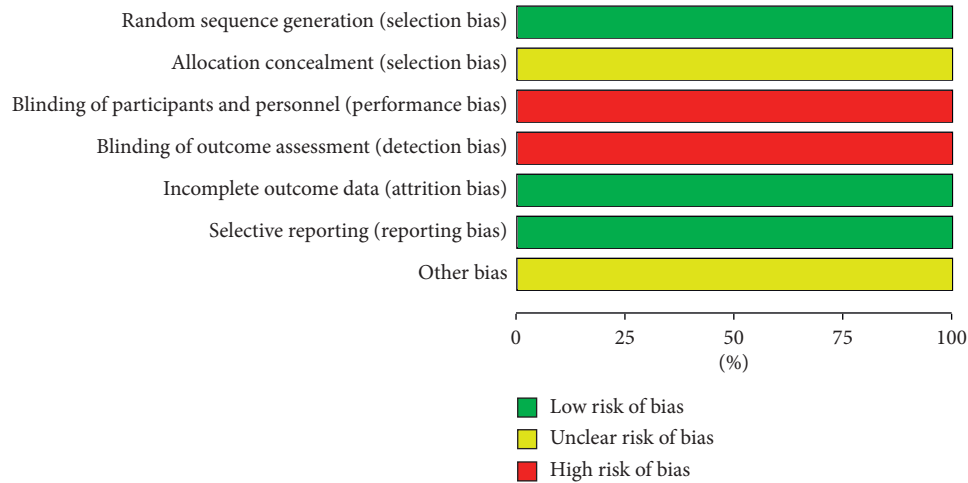 Random sequence generation (selection bias)
Allocation concealment (selection bias)
Blinding of participants and personnel (performance bias)
Blinding of outcome assessment (detection bias)
Incomplete outcome data (attrition bias)
Selective reporting (reporting bias)
Other bias
0 25 50 75 100
(%)
Low risk of bias
Unclear risk of bias
High risk of bias